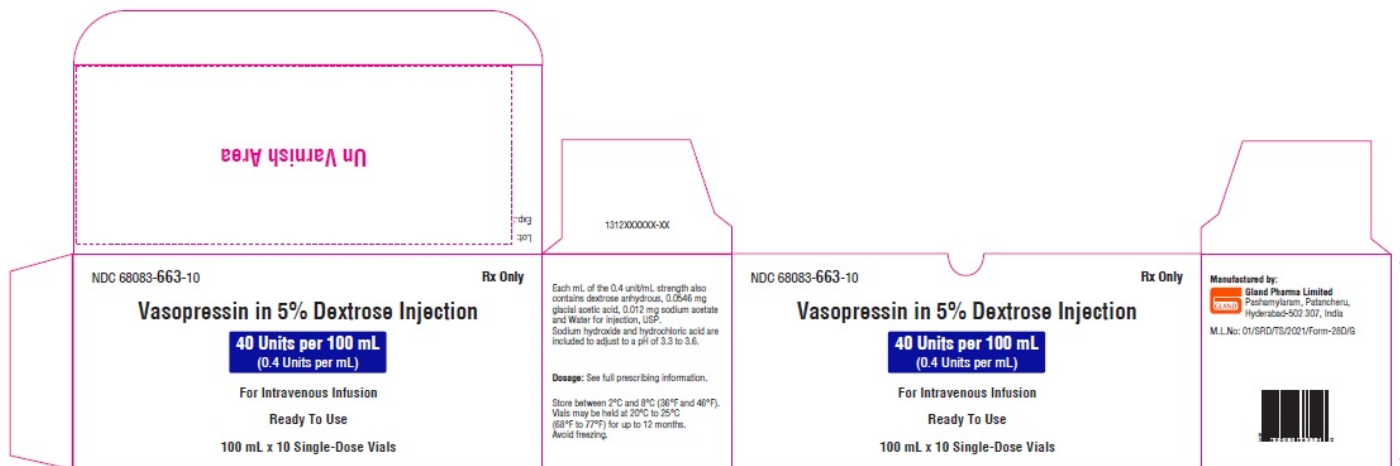 Un Varnish Area
Lot:
Exp.:
1312XXXXXX-XX
NDC 68083-663-10
Rx Only
Vasopressin in 5% Dextrose Injection
40 Units per 100 mL
(0.4 Units per mL)
For Intravenous Infusion
Ready To Use
100 mL x 10 Single-Dose Vials
Each mL of the 0.4 unit/mL strength also
contains dextrose anhydrous, 0.0546 mg
glacial acetic acid, 0.012 mg sodium acetate
and Water for injection, USP.
Sodium hydroxide and hydrochloric acid are
included to adjust to a pH of 3.3 to 3.6.
Dosage: See full prescribing information.
Store between 2°C and 8°C (36°F and 46°F).
Vials may be held at 20°C to 25°C
(68°F to 77°F) for up to 12 months.
Avoid freezing.
NDC 68083-663-10
Rx Only
Vasopressin in 5% Dextrose Injection
40 Units per 100 mL
(0.4 Units per mL)
For Intravenous Infusion
Ready To Use
100 mL x 10 Single-Dose Vials
Manufactured by:
GLAND
Gland Pharma Limited
Pashamylaram, Patancheru,
Hyderabad-502 307, India
M.L.No: 01/SRD/TS/2021/Form-28D/G